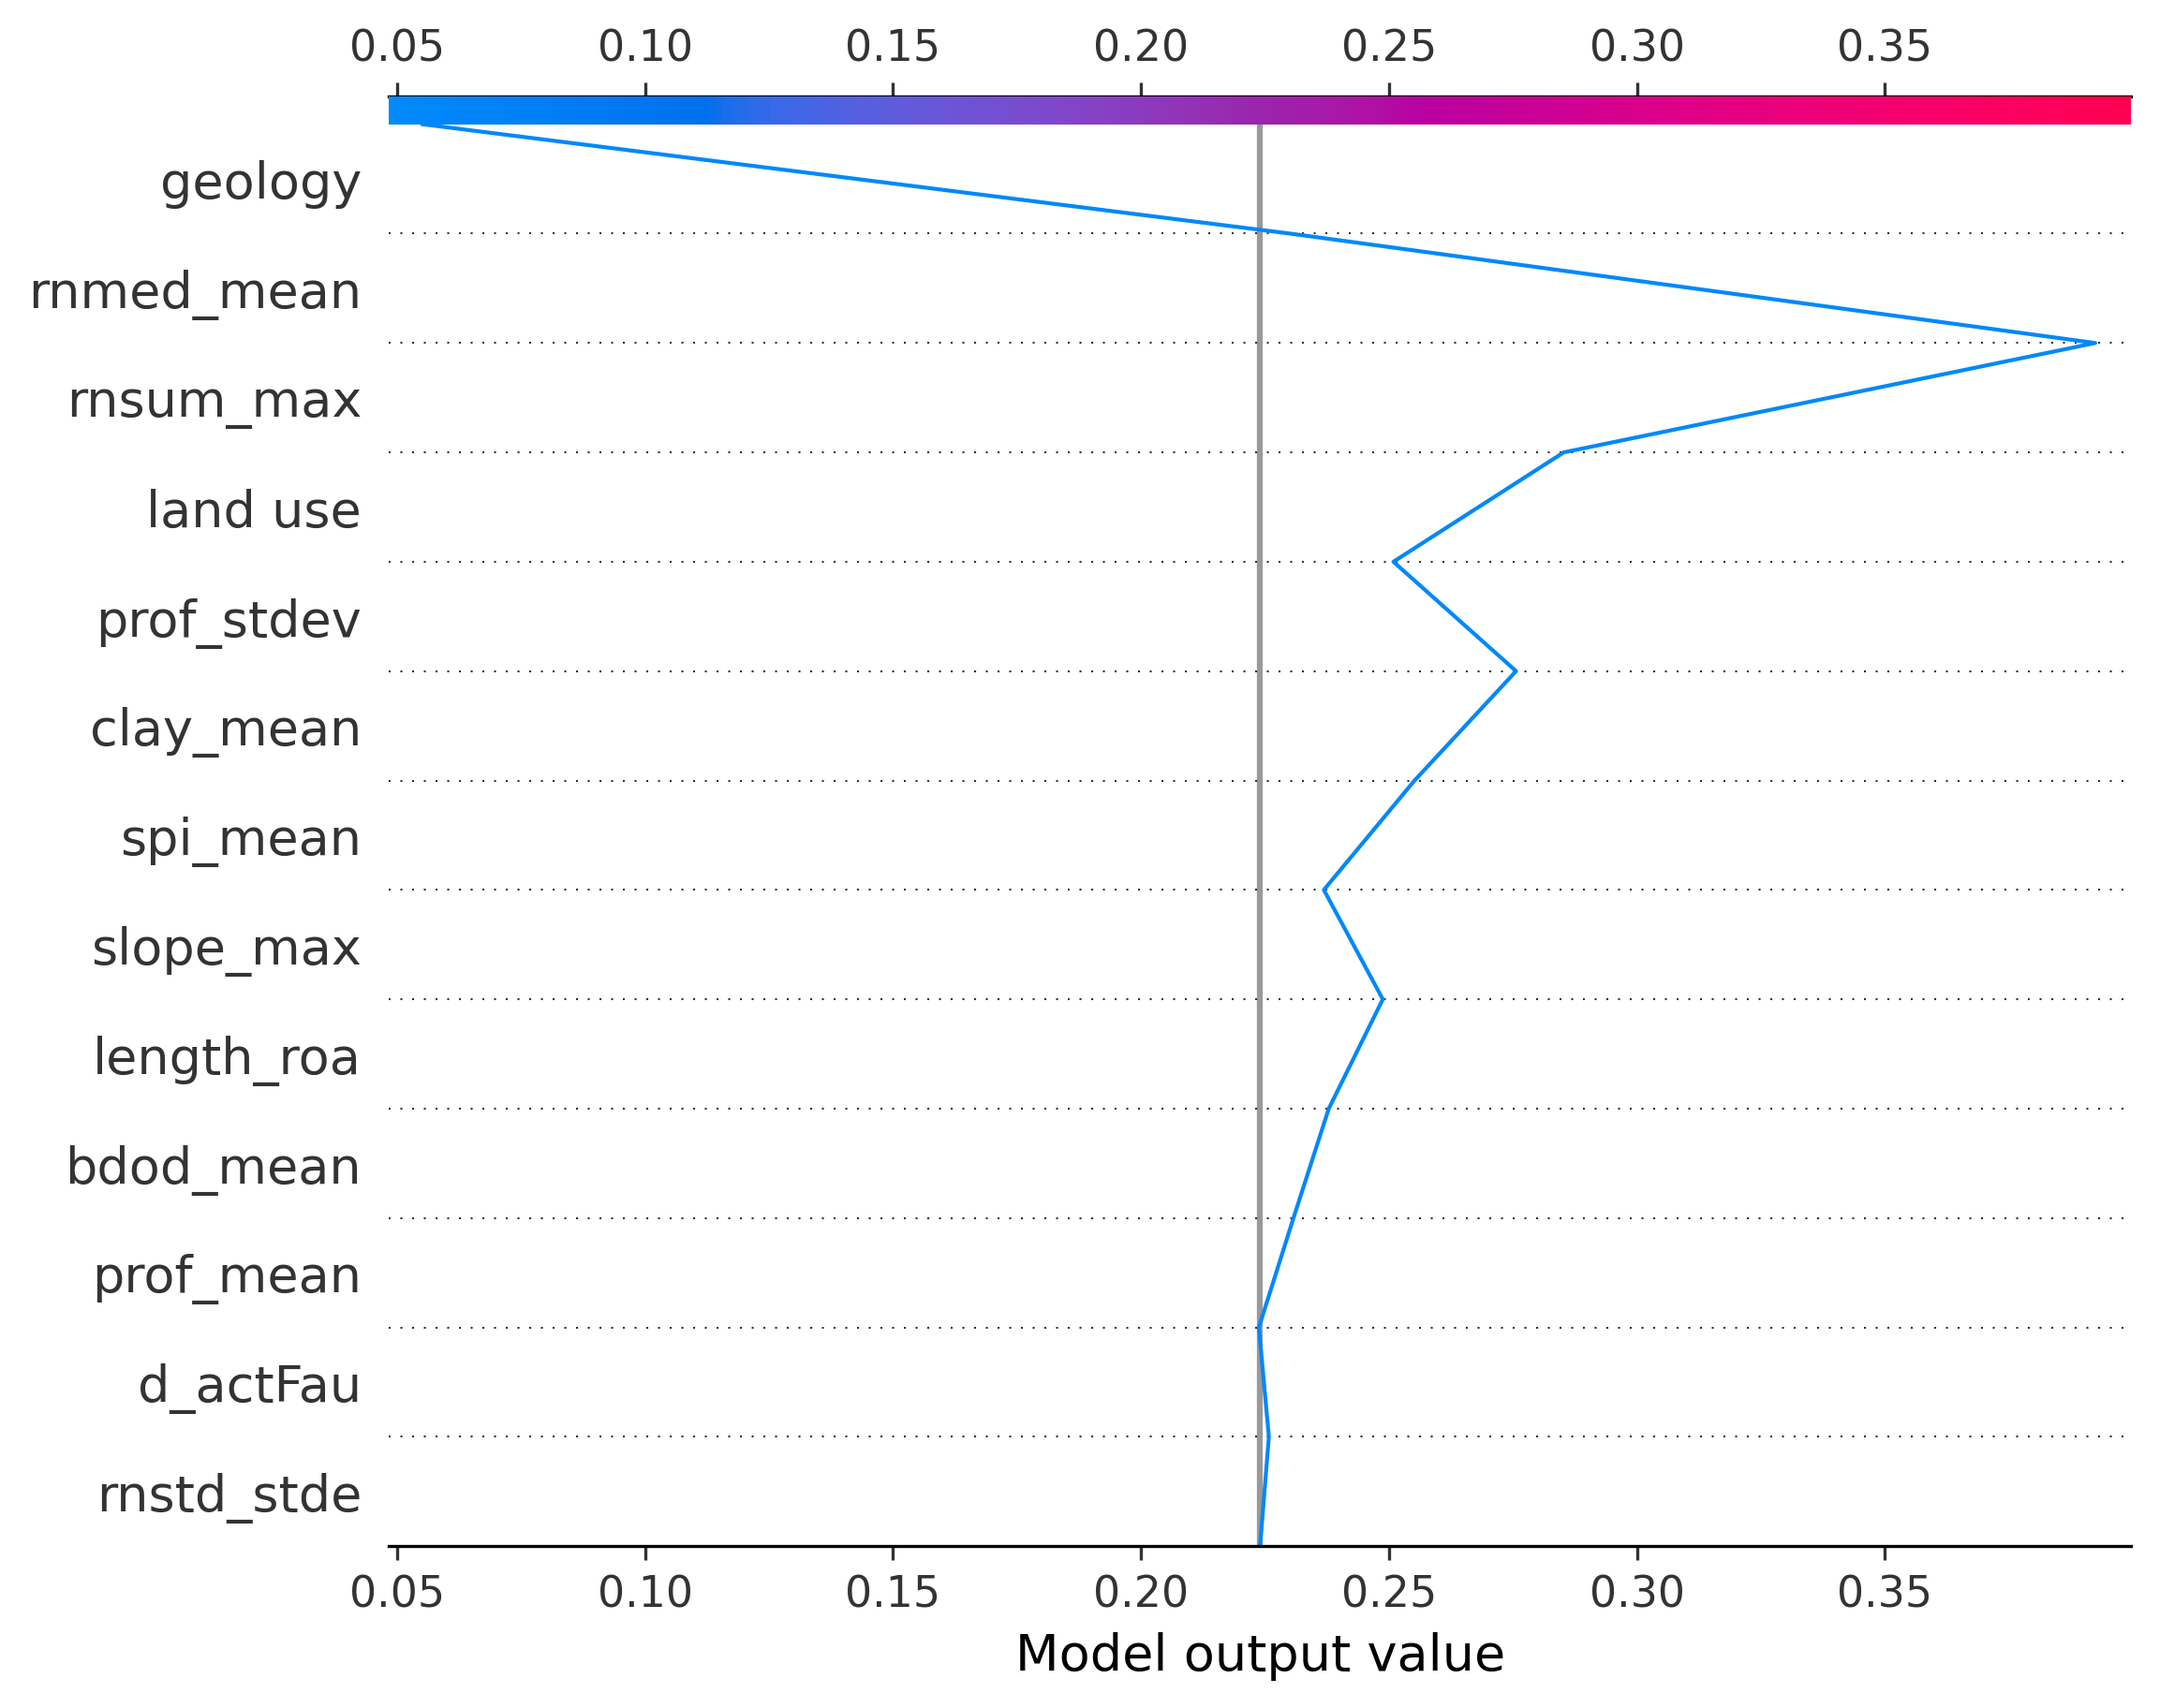 0.05 0.10 0.15 0.20 0.25 0.30 0.35
geology
rnmed_mean
rnsum_max
land use
prof_stdev
clay_mean
spi_mean
slope_max
length_roa
bdod_mean
prof_mean
d_actFau
rnstd_stde
0.05 0.10 0.15 0.20 0.25 0.30 0.35
Model output value